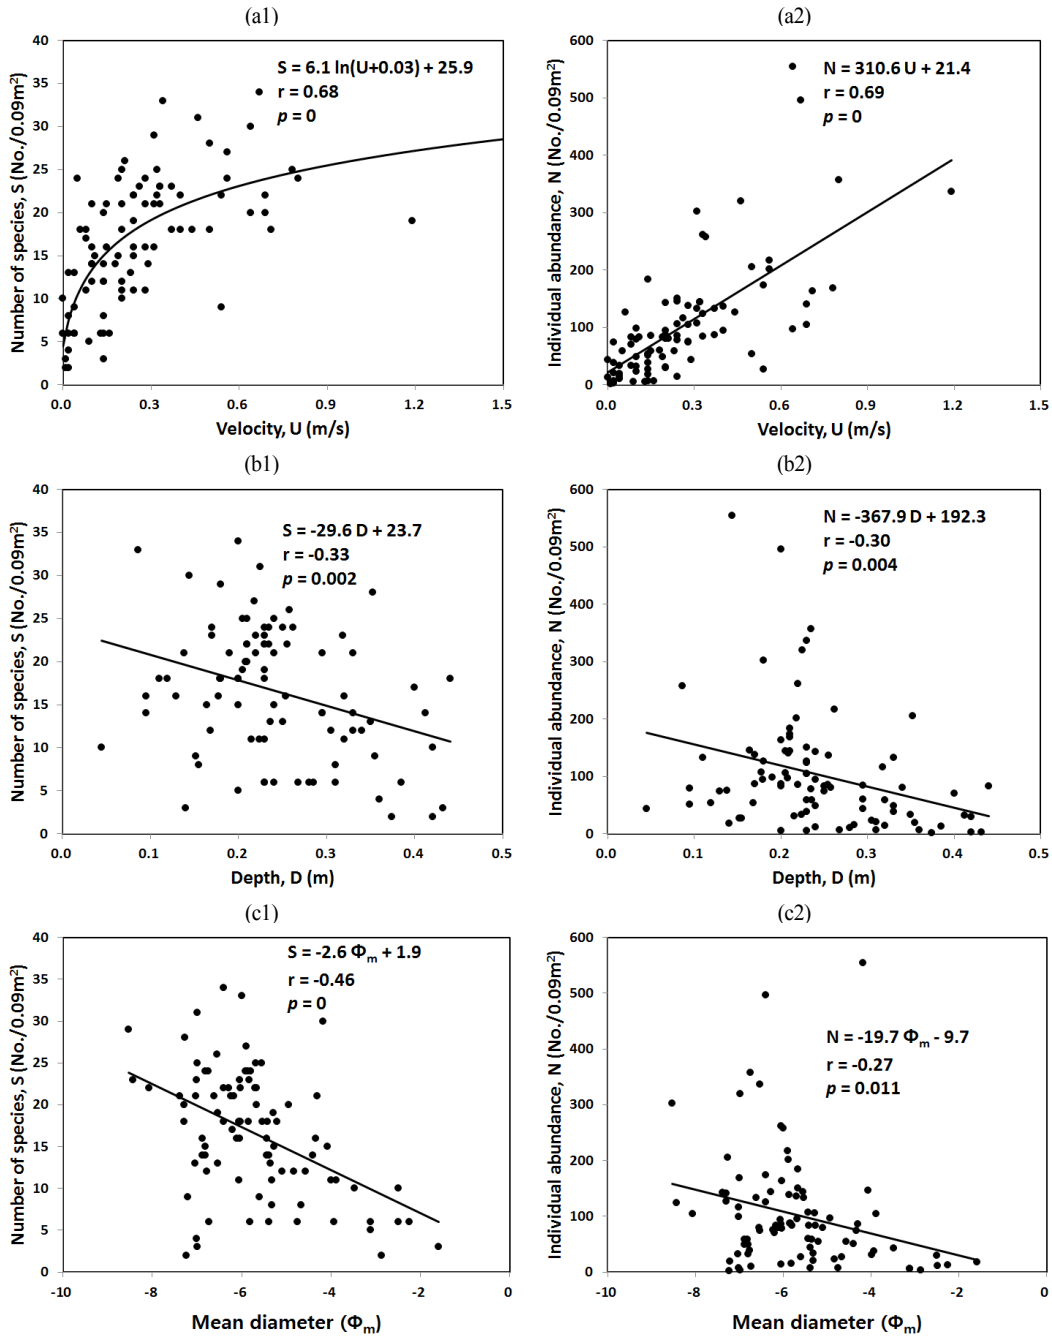 (a1)
Number of species, S (No./0.09m²)
40
35
30
25
20
15
10
5
0
S = 6.1 ln(U+0.03) + 25.9
r = 0.68
p = 0
0.0 0.3 0.6 0.9 1.2 1.5
Velocity, U (m/s)
(a2)
Individual abundance, N (No./0.09m²)
600
500
400
300
200
100
0
N = 310.6 U + 21.4
r = 0.69
p = 0
0.0 0.3 0.6 0.9 1.2 1.5
Velocity, U (m/s)
(b1)
Number of species, S (No./0.09m²)
40
35
30
25
20
15
10
5
0
S = -29.6 D + 23.7
r = -0.33
p = 0.002
0.0 0.1 0.2 0.3 0.4 0.5
Depth, D (m)
(b2)
Individual abundance, N (No./0.09m²)
600
500
400
300
200
100
0
N = -367.9 D + 192.3
r = -0.30
p = 0.004
0.0 0.1 0.2 0.3 0.4 0.5
Depth, D (m)
(c1)
Number of species, S (No./0.09m²)
40
35
30
25
20
15
10
5
0
S = -2.6 Φm + 1.9
r = -0.46
p = 0
-10 -8 -6 -4 -2 0
Mean diameter (Φm)
(c2)
Individual abundance, N (No./0.09m²)
600
500
400
300
200
100
0
N = -19.7 Φm - 9.7
r = -0.27
p = 0.011
-10 -8 -6 -4 -2 0
Mean diameter (Φm)